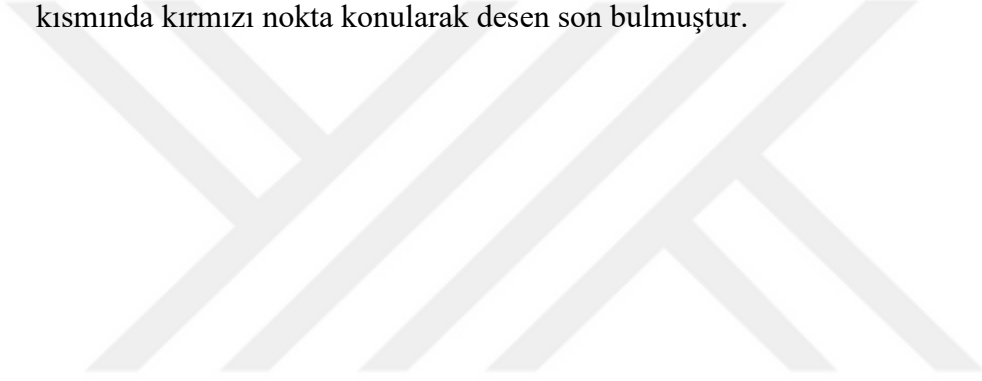 kısmında kırmızı nokta konularak desen son bulmuştur.